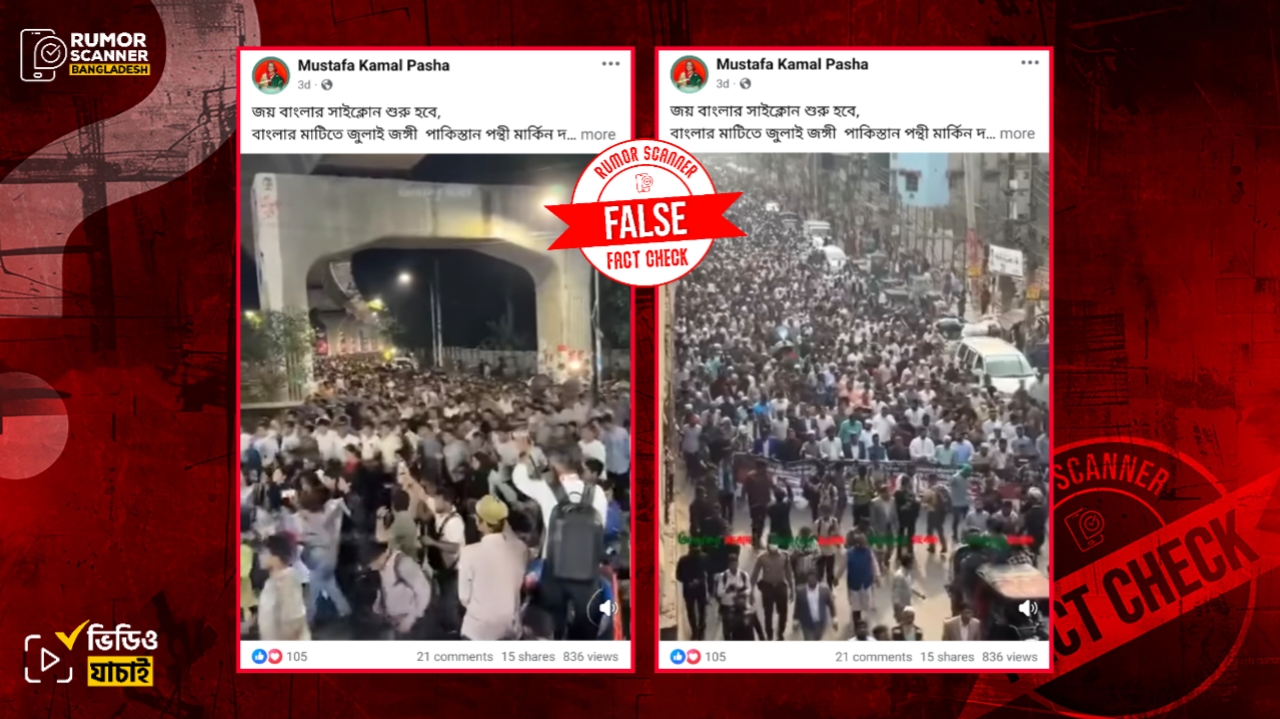 RUMOR
SCANNER
BANGLADESH
Mustafa Kamal Pasha
3d
জয় বাংলার সাইক্লোন শুরু হবে,
বাংলার মাটিতে জুলাই জঙ্গী পাকিস্তান পন্থী মার্কিন দ... more
105
21 comments 15 shares 836 views
Mustafa Kamal Pasha
3d
জয় বাংলার সাইক্লোন শুরু হবে,
বাংলার মাটিতে জুলাই জঙ্গী পাকিস্তান পন্থী মার্কিন দ... more
105
21 comments 15 shares 836 views
RUMOR SCANNER
FALSE
FACT CHECK
SCANNER
CT CHECK
ভিডিও
যাচাই